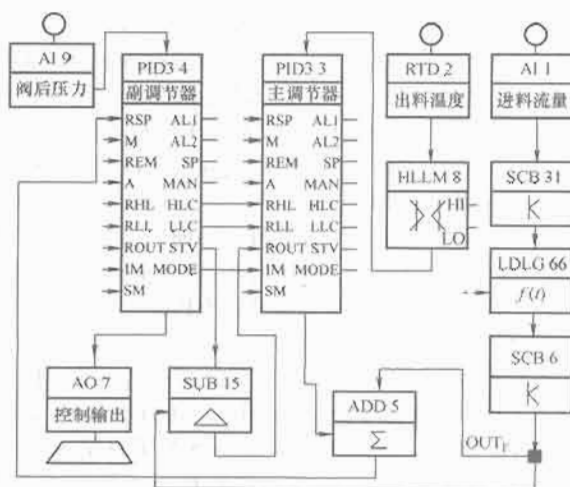 AI 9
阀后压力
PID3 4
副调节器
RSP AL1
M AL2
REM SP
A MAN
RHL HLC
RLL LLC
ROUT STV
IM MODE
SM
PID3 3
主调节器
RSP AL1
M AL2
REM SP
A MAN
RHL HLC
RLL LLC
ROUT STV
IM MODE
SM
RTD 2
出料温度
HLLM 8
HI
LO
AI 1
进料流量
SCB 31
K
LDLG 66
f(t)
SCB 6
K
AO 7
控制输出
SUB 15
△
ADD 5
Σ
OUTF